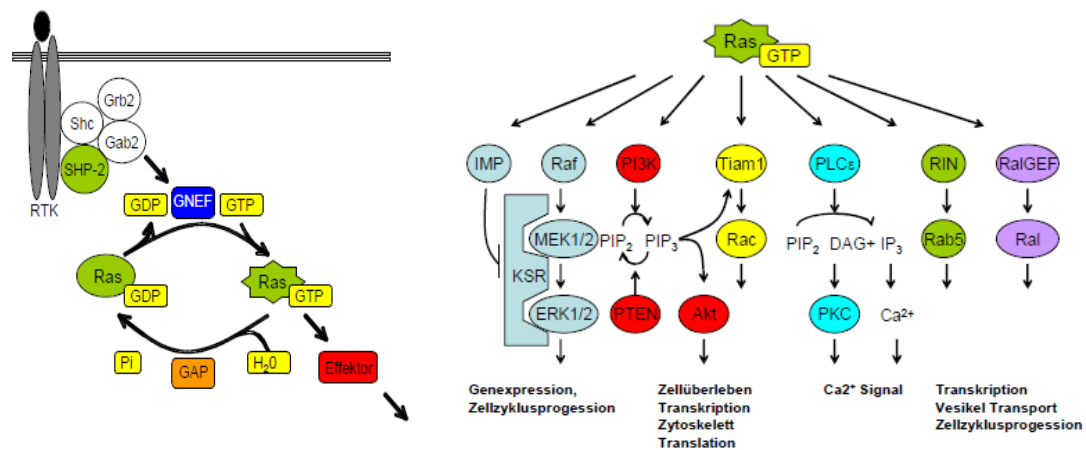 Grb2
Shc
Gab2
SHP-2
RTK
GDP
GNEF
GTP
Ras
GDP
Ras
GTP
Pi
GAP
H20
Effektor
Ras
GTP
IMP
Raf
PI3K
Tiam1
PLCε
RIN
RalGEF
MEK1/2
PIP2
PIP3
Rac
PIP2 DAG+ IP3
Rab5
Ral
KSR
ERK1/2
PTEN
Akt
PKC
Ca2+
Genexpression,
Zellzyklusprogession
Zellüberleben
Transkription
Zytoskelett
Translation
Ca2+ Signal
Transkription
Vesikel Transport
Zellzyklusprogession